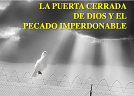 LA PUERTA CERRADA
DE DIOS Y EL
PECADO IMPERDONABLE